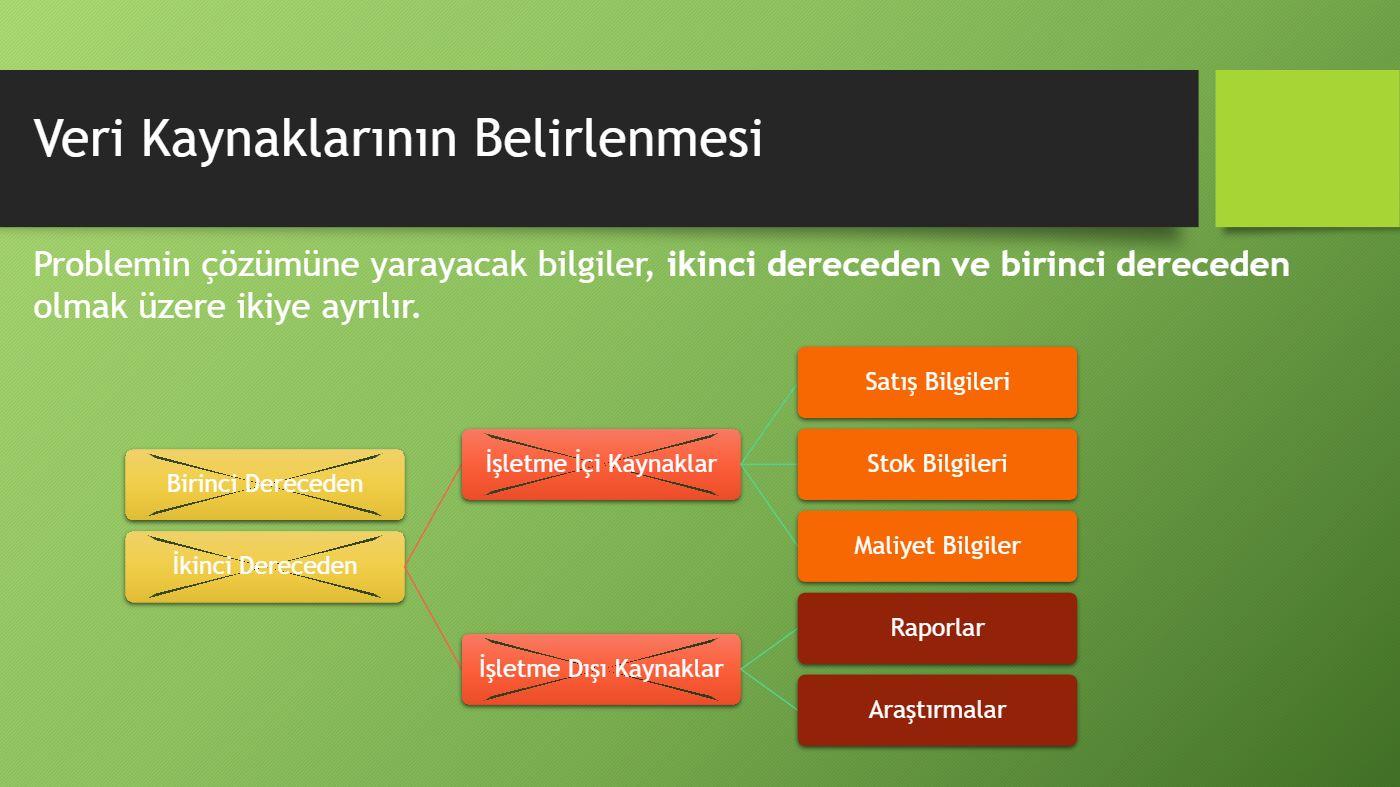 Veri Kaynaklarının Belirlenmesi
Problemin çözümüne yarayacak bilgiler, ikinci dereceden ve birinci dereceden
olmak üzere ikiye ayrılır.
Birinci Dereceden
İkinci Dereceden
İşletme İçi Kaynaklar
Satış Bilgileri
Stok Bilgileri
Maliyet Bilgiler
İşletme Dışı Kaynaklar
Raporlar
Araştırmalar